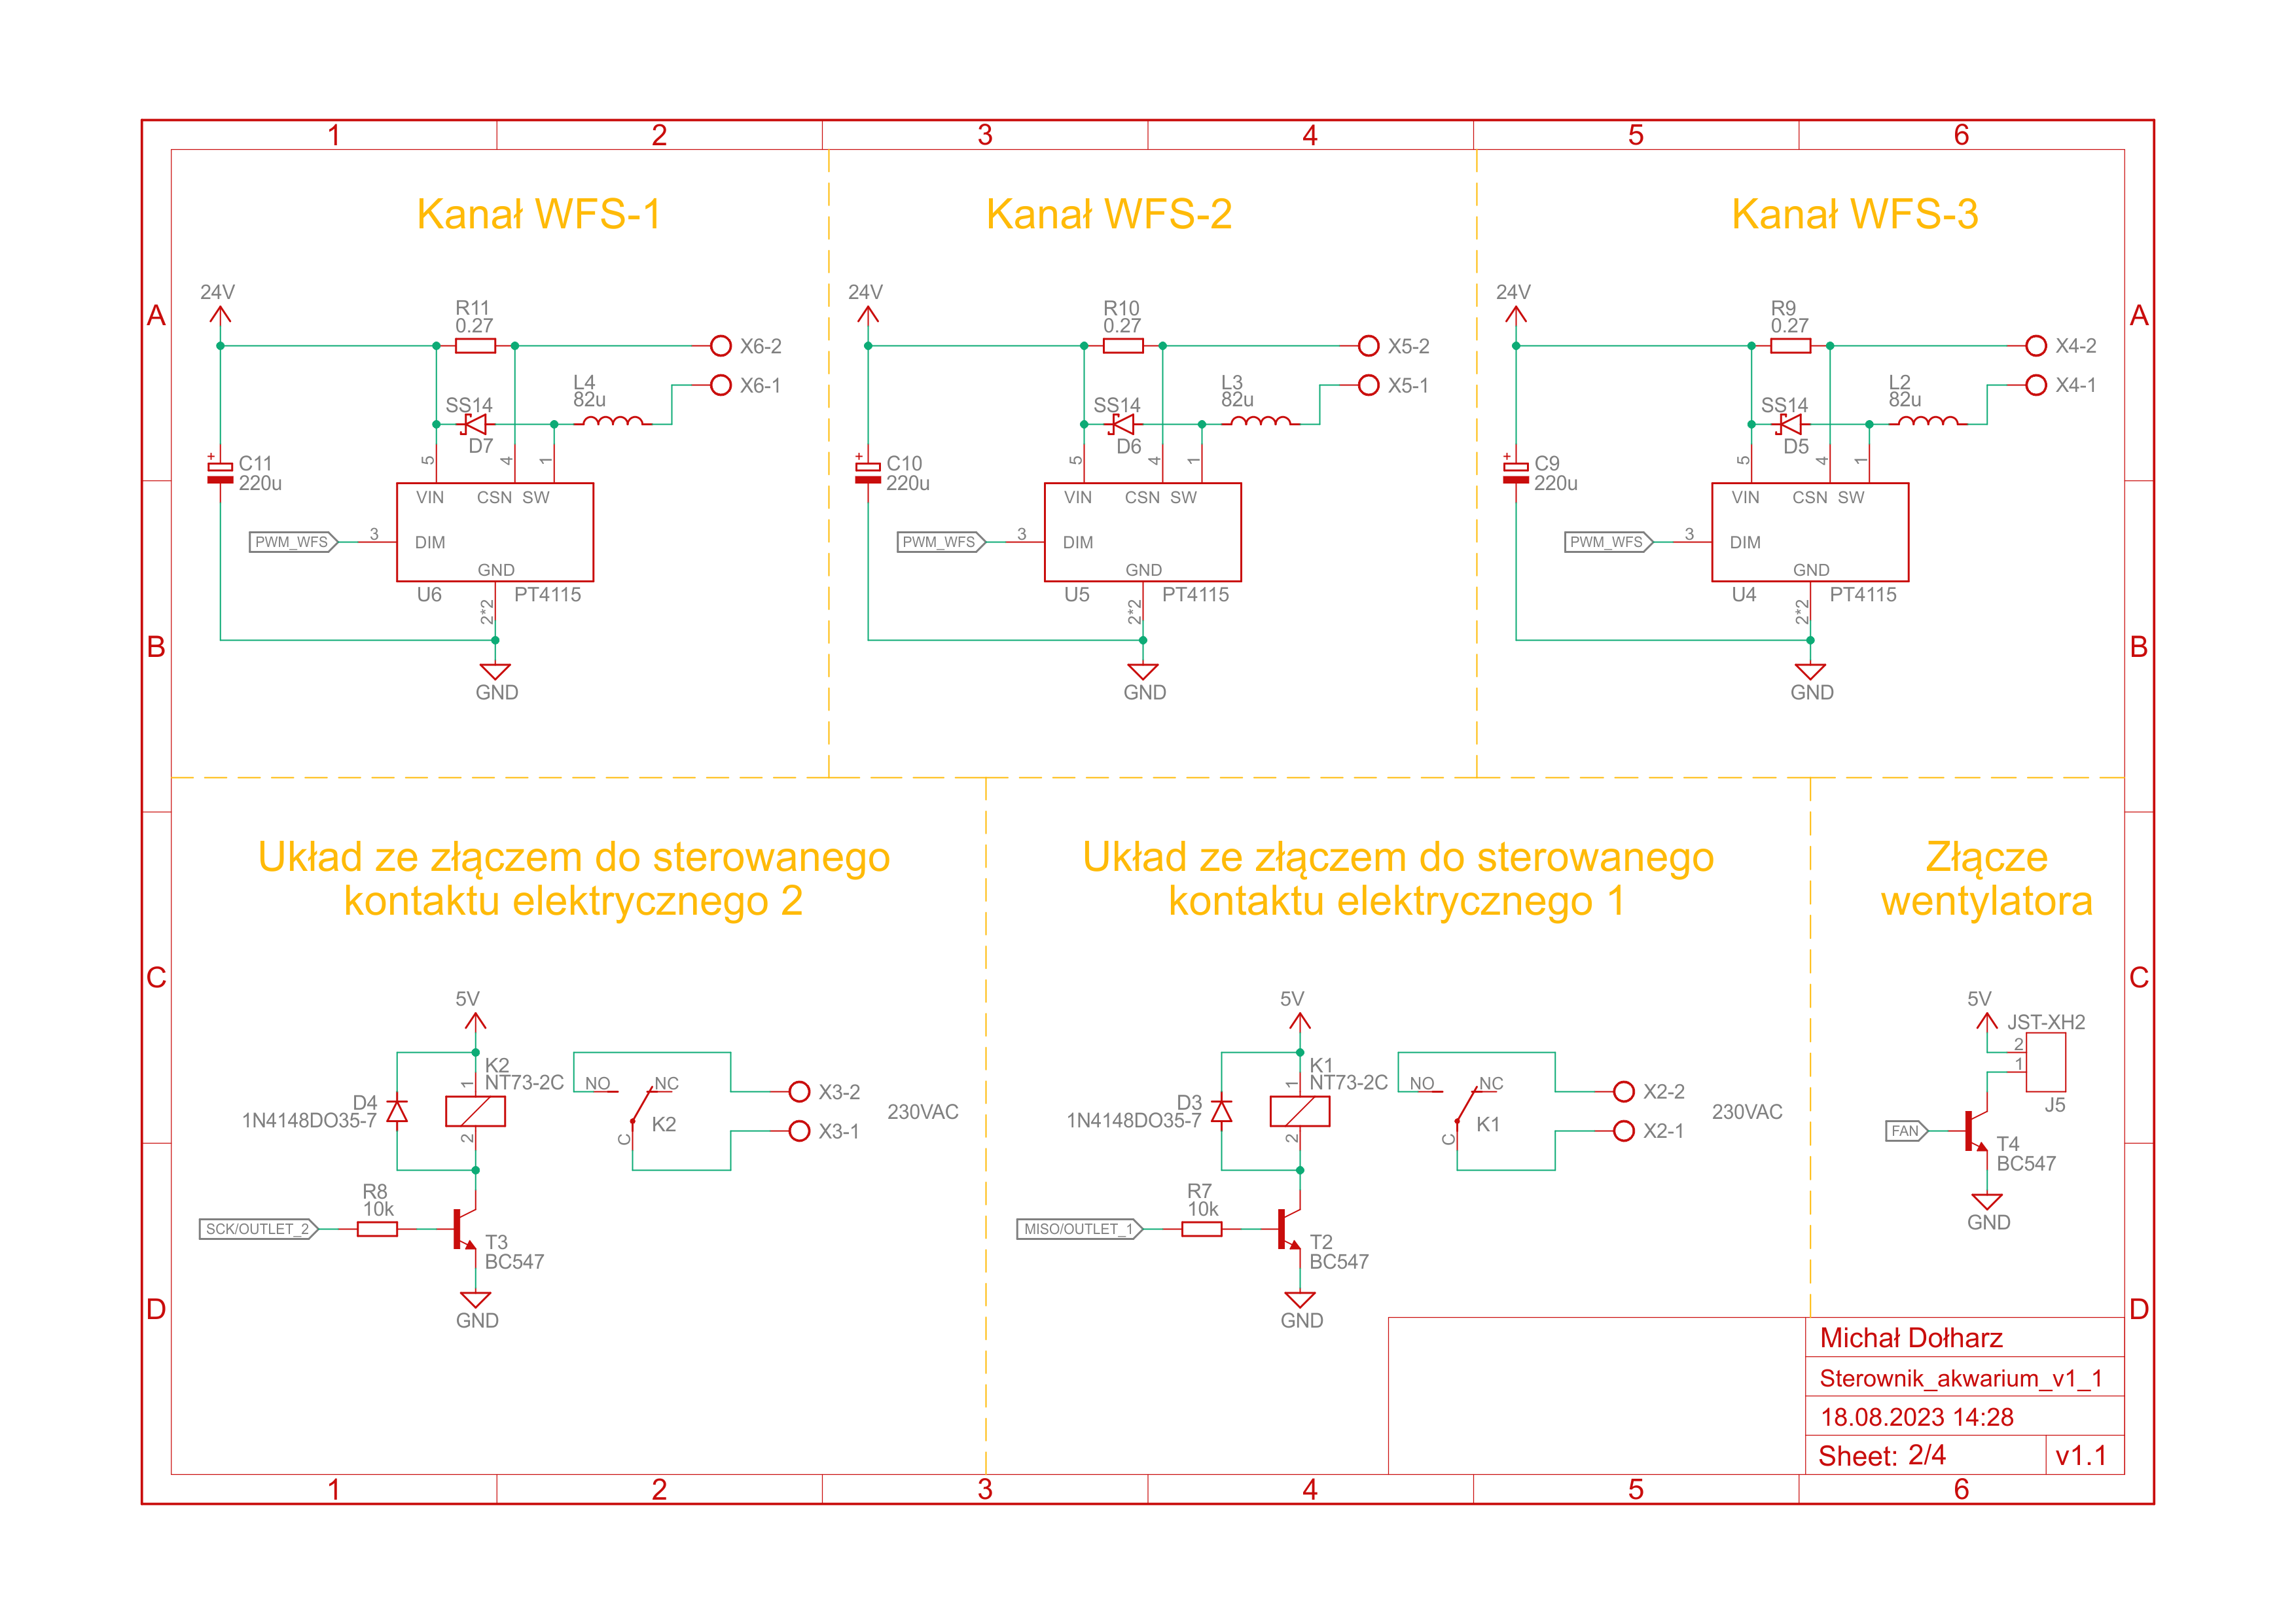 1 2 3 4 5 6
A A
B B
C C
D D
Kanał WFS-1
24V
R11
0.27
X6-2
X6-1
L4
82u
SS14
D7
5 4 1
C11
220u
+
VIN CSN SW
PWM_WFS 3 DIM
GND
U6 PT4115
2*2
GND
Kanał WFS-2
24V
R10
0.27
X5-2
X5-1
L3
82u
SS14
D6
5 4 1
C10
220u
+
VIN CSN SW
PWM_WFS 3 DIM
GND
U5 PT4115
2*2
GND
Kanał WFS-3
24V
R9
0.27
X4-2
X4-1
L2
82u
SS14
D5
5 4 1
C9
220u
+
VIN CSN SW
PWM_WFS 3 DIM
GND
U4 PT4115
2*2
GND
Układ ze złączem do sterowanego
kontaktu elektrycznego 2
5V
K2
NT73-2C
1
2
D4
1N4148DO35-7
NO NC
C
K2
X3-2
X3-1
230VAC
R8
10k
SCK/OUTLET_2
T3
BC547
GND
Układ ze złączem do sterowanego
kontaktu elektrycznego 1
5V
K1
NT73-2C
1
2
D3
1N4148DO35-7
NO NC
C
K1
X2-2
X2-1
230VAC
R7
10k
MISO/OUTLET_1
T2
BC547
GND
Złącze
wentylatora
5V
JST-XH2
2
1
J5
FAN
T4
BC547
GND
Michał Dołharz
Sterownik_akwarium_v1_1
18.08.2023 14:28
Sheet: 2/4 v1.1
1 2 3 4 5 6